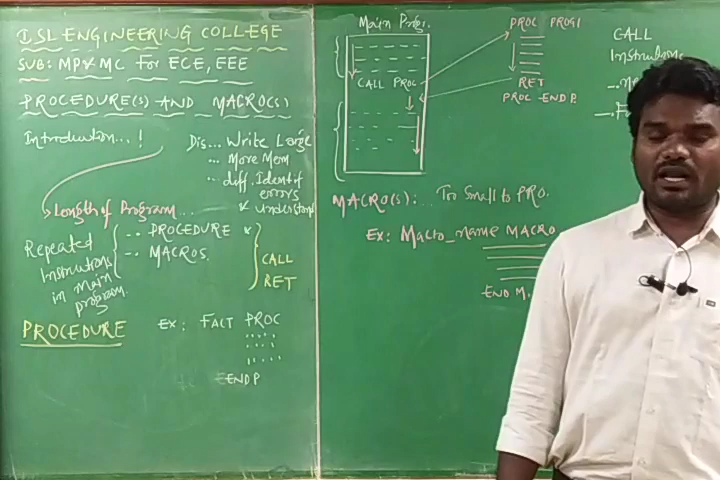 ISL ENGINEERING COLLEGE
SUB: MP & MC For ECE, EEE
PROCEDURE(S) AND MACRO(S)
Introduction...!
Dis... Write Large
... More Mem
... diff. Identif
errors
understand
Length of Program...
Repeated
Instructions
in main
program.
-- PROCEDURE
-- MACROS.
CALL
RET
PROCEDURE
EX: FACT PROC
ENDP
Main Progr.
CALL PROC
PROC PROG1
RET
PROC ENDP.
CALL
Instructions
MACRO(S):... Too Small to PRO.
Ex: Macro_name MACRO
END M.